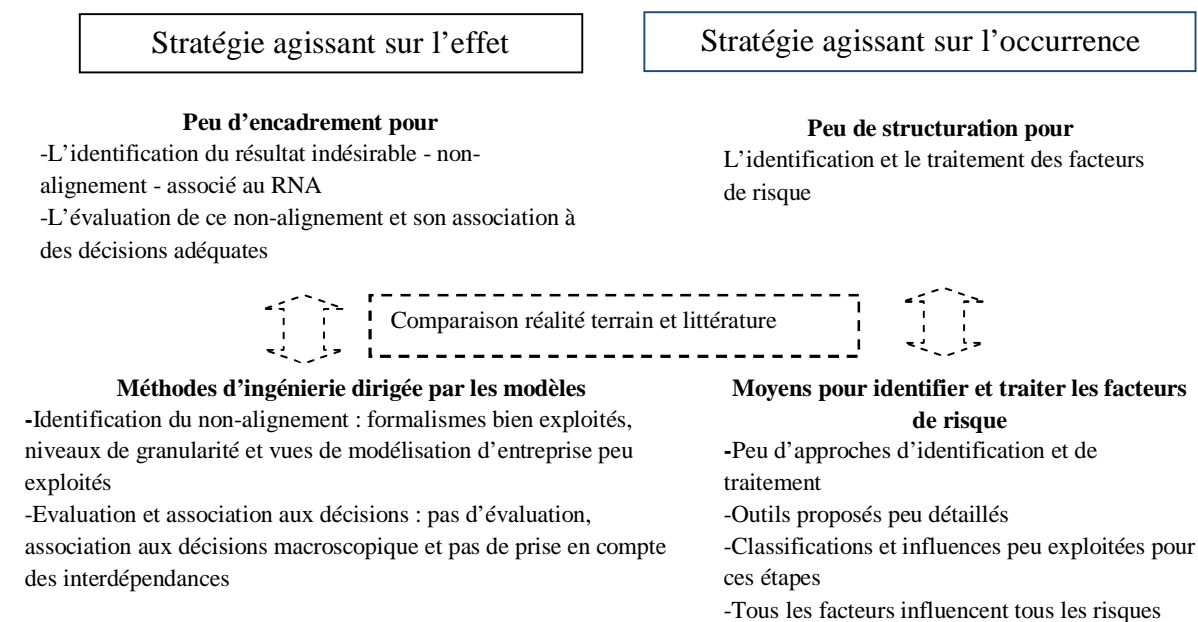 Stratégie agissant sur l’effet
Stratégie agissant sur l’occurrence
Peu d’encadrement pour
-L’identification du résultat indésirable - non-
alignement - associé au RNA
-L’évaluation de ce non-alignement et son association à
des décisions adéquates
Peu de structuration pour
L’identification et le traitement des facteurs
de risque
Comparaison réalité terrain et littérature
Méthodes d’ingénierie dirigée par les modèles
-Identification du non-alignement : formalismes bien exploités,
niveaux de granularité et vues de modélisation d’entreprise peu
exploités
-Evaluation et association aux décisions : pas d’évaluation,
association aux décisions macroscopique et pas de prise en compte
des interdépendances
Moyens pour identifier et traiter les facteurs
de risque
-Peu d’approches d’identification et de
traitement
-Outils proposés peu détaillés
-Classifications et influences peu exploitées pour
ces étapes
-Tous les facteurs influencent tous les risques